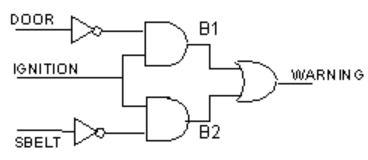 DOOR
B1
IGNITION
WARNING
SBELT
B2